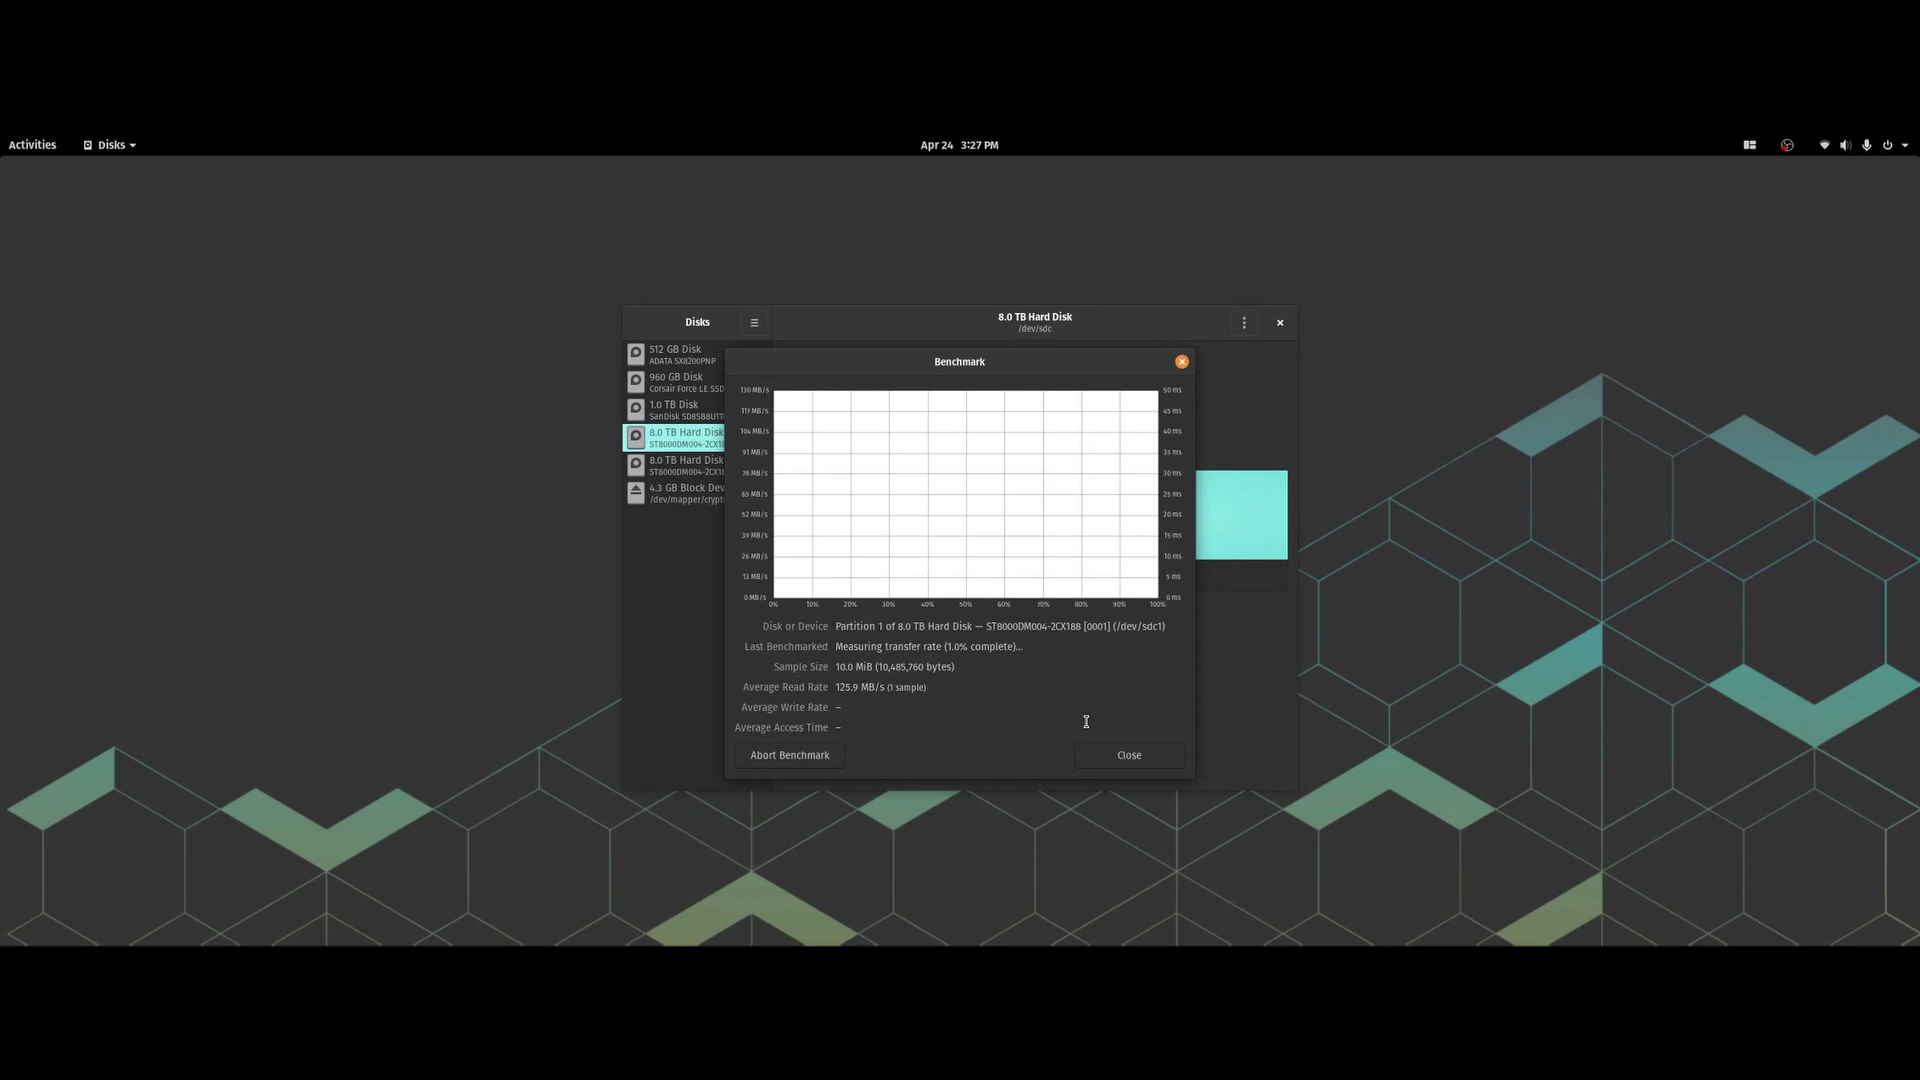 Activities
Disks
Apr 24 3:27 PM
Disks
8.0 TB Hard Disk
/dev/sdc
512 GB Disk
ADATA SX8200PNP
960 GB Disk
Corsair Force LE SSD
1.0 TB Disk
8.0 TB Hard Disk
8.0 TB Hard Disk
4.3 GB Block
Benchmark
130 MB/s
117 MB/s
104 MB/s
91 MB/s
78 MB/s
65 MB/s
52 MB/s
39 MB/s
26 MB/s
13 MB/s
0 MB/s
50 ms
45 ms
40 ms
35 ms
30 ms
25 ms
20 ms
15 ms
10 ms
5 ms
0 ms
0% 10% 20% 30% 40% 50% 60% 70% 80% 90% 100%
Disk or Device Partition 1 of 8.0 TB Hard Disk — ST8000DM004-2CX188 [0001] (/dev/sdc1)
Last Benchmarked Measuring transfer rate (1.0% complete)...
Sample Size 10.0 MiB (10,485,760 bytes)
Average Read Rate 125.9 MB/s (1 sample)
Average Write Rate –
Average Access Time –
Abort Benchmark
Close